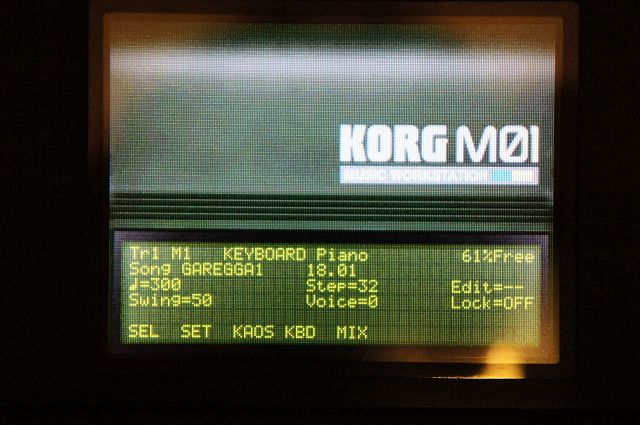 KORG M01
MUSIC WORKSTATION
Tr1 M1 KEYBOARD Piano 61%Free
Song GAREGGA1 18.01
♩=300 Step=32 Edit=--
Swing=50 Voice=0 Lock=OFF
SEL SET KAOS KBD MIX